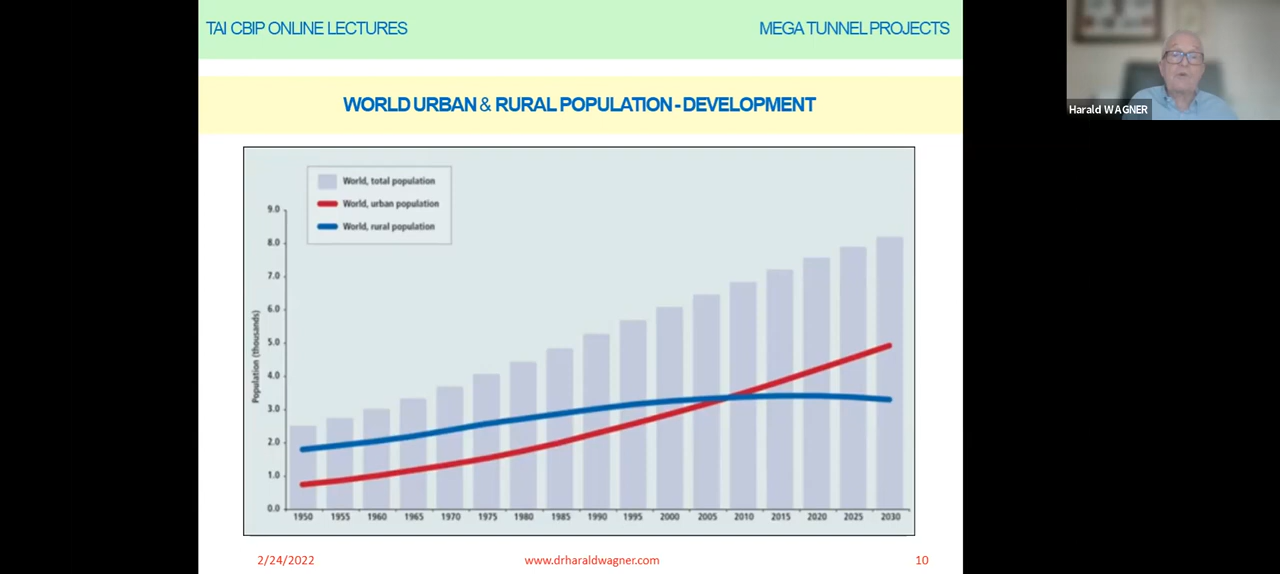 TAI CBIP ONLINE LECTURES
MEGA TUNNEL PROJECTS
Harald WAGNER
WORLD URBAN & RURAL POPULATION - DEVELOPMENT
World, total population
World, urban population
World, rural population
9.0
8.0
7.0
6.0
5.0
4.0
3.0
2.0
1.0
0.0
Population (thousands)
1950 1955 1960 1965 1970 1975 1980 1985 1990 1995 2000 2005 2010 2015 2020 2025 2030
2/24/2022
www.drharaldwagner.com
10